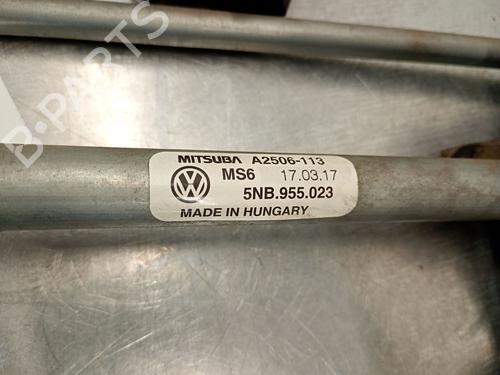 MITSUBA A2506-113
MS6 17.03.17
5NB.955.023
MADE IN HUNGARY
B-PARTS